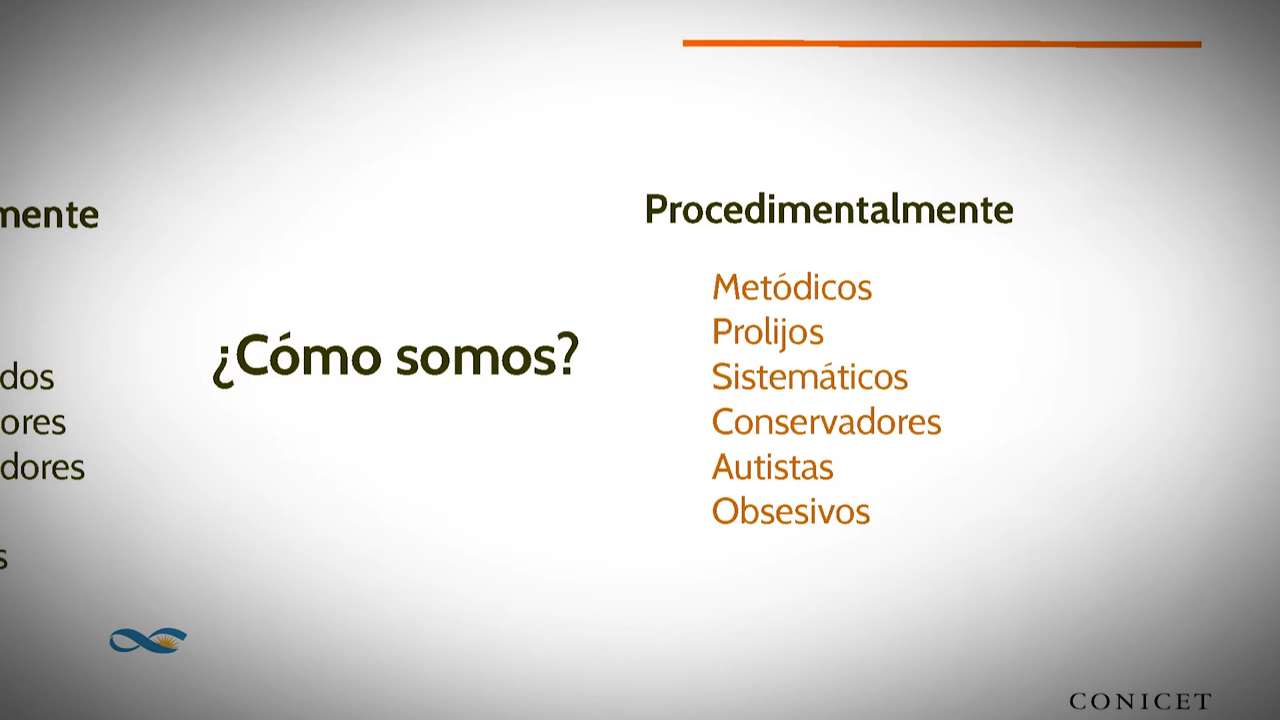 mente
dos
ores
dores
s
¿Cómo somos?
Procedimentalmente
Metódicos
Prolijos
Sistemáticos
Conservadores
Autistas
Obsesivos
CONICET